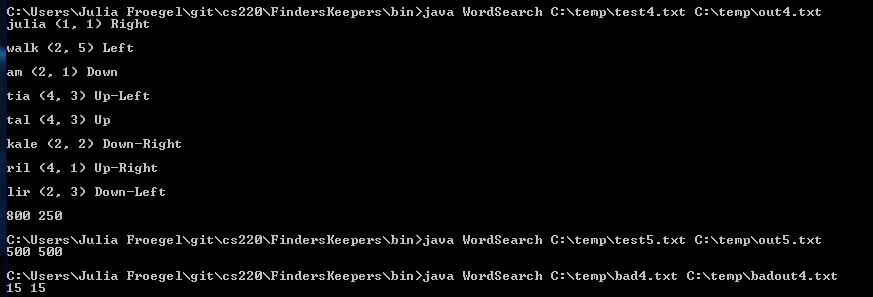 C:\Users\Julia Froegel\git\cs220\FindersKeepers\bin>java WordSearch C:\temp\test4.txt C:\temp\out4.txt
julia (1, 1) Right
walk (2, 5) Left
am (2, 1) Down
tia (4, 3) Up-Left
tal (4, 3) Up
kale (2, 2) Down-Right
ril (4, 1) Up-Right
lir (2, 3) Down-Left
800 250
C:\Users\Julia Froegel\git\cs220\FindersKeepers\bin>java WordSearch C:\temp\test5.txt C:\temp\out5.txt
500 500
C:\Users\Julia Froegel\git\cs220\FindersKeepers\bin>java WordSearch C:\temp\bad4.txt C:\temp\badout4.txt
15 15